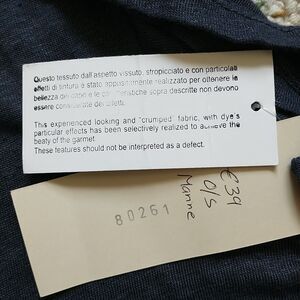 Questo tessuto dall'aspetto vissuto, stropicciato e con particolari
effetti di tintura è stato appositamente realizzato per ottenere la
bellezza del capo e le caratteristiche sopra descritte non devono
essere considerate dei difetti.
This experienced looking and "crumped" fabric, with dye's
particular effects has been selectively realized to achieve the
beaty of the garmet.
These features should not be interpreted as a defect.
€39
O/S
Marine
80261